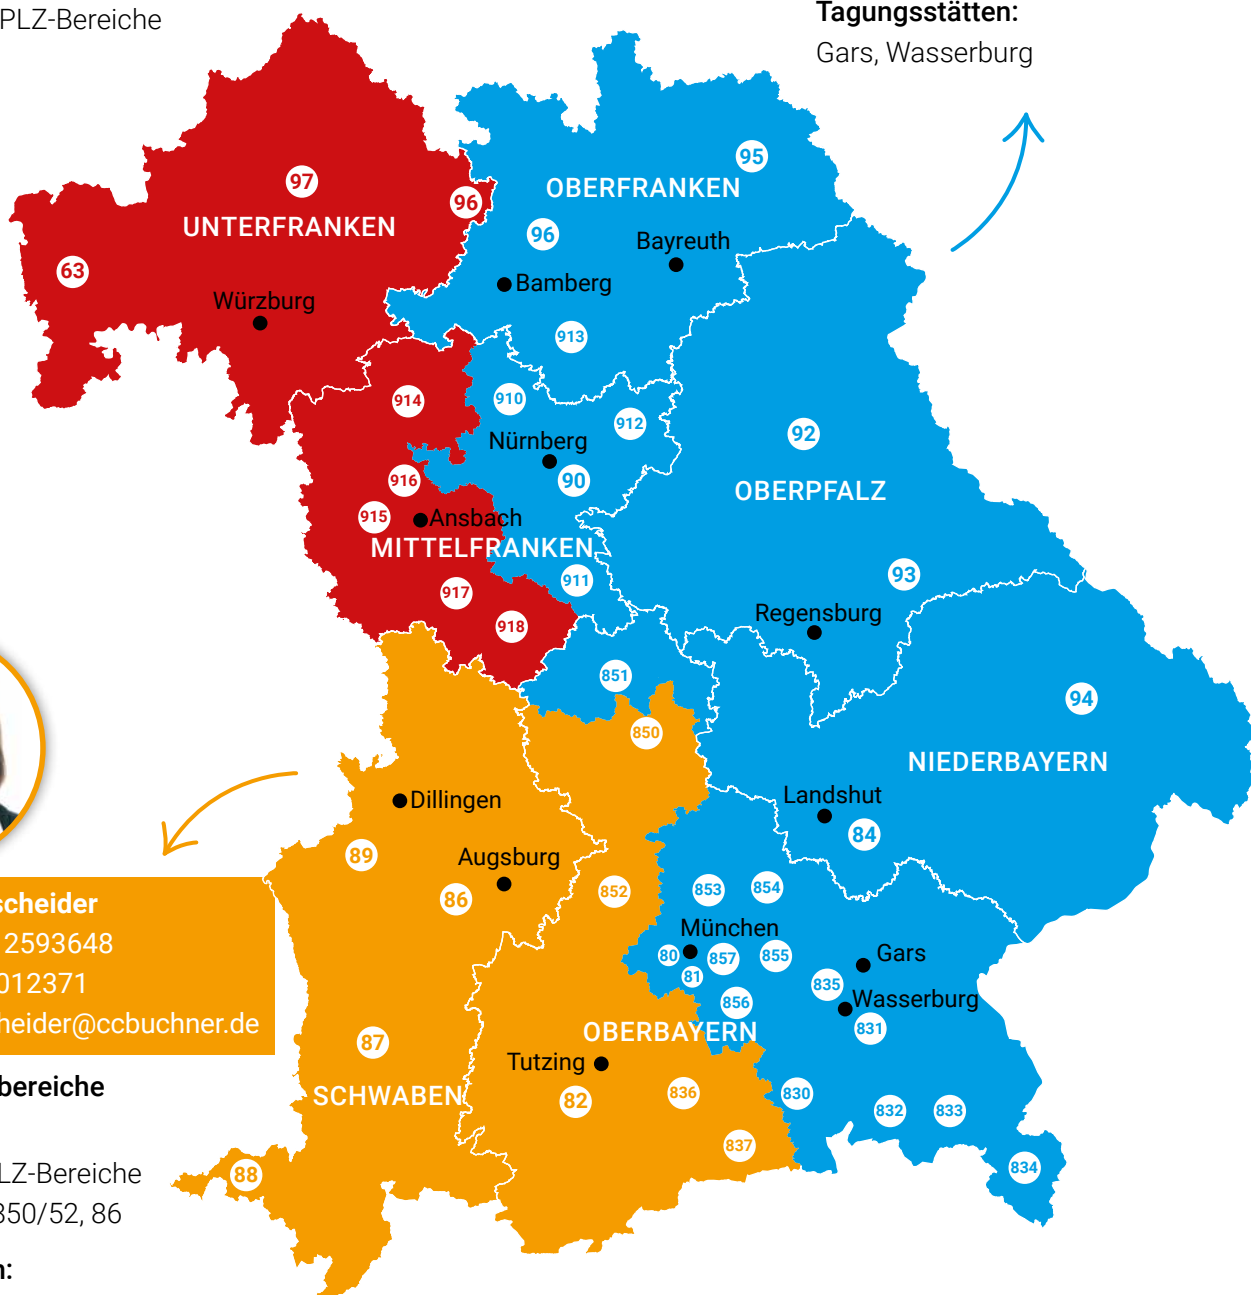 PLZ-Bereiche
Tagungsstätten:
Gars, Wasserburg
95
97
OBERFRANKEN
96
UNTERFRANKEN
96
Bayreuth
63
Bamberg
Würzburg
913
914
910
912
92
Nürnberg
916
90
OBERPFALZ
915
Ansbach
MITTELFRANKEN
911
93
917
Regensburg
918
851
94
850
NIEDERBAYERN
Dillingen
Landshut
84
89
Augsburg
86
852
853
854
cheider
München
2593648
80
857
855
Gars
012371
81
835
Wasserburg
856
heider@ccbuchner.de
OBERBAYERN
831
87
Tutzing
bereiche
SCHWABEN
82
836
830
832
833
837
834
LZ-Bereiche
88
850/52, 86
n: